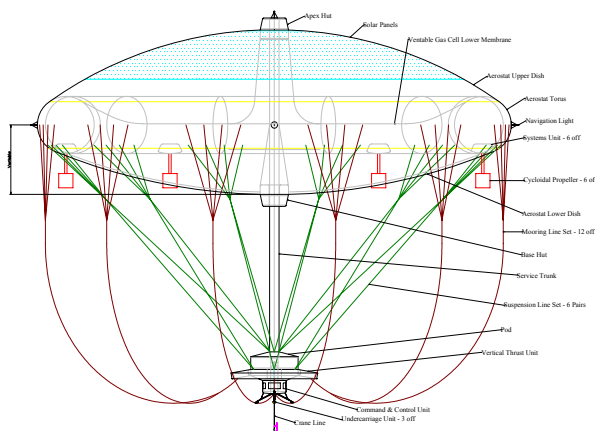 Apex Hut
Solar Panels
Ventable Gas Cell Lower Membrane
Aerostat Upper Dish
Aerostat Torus
Navigation Light
Systems Unit - 6 off
Cycloidal Propeller - 6 of
Aerostat Lower Dish
Mooring Line Set - 12 off
Base Hut
Service Trunk
Suspension Line Set - 6 Pairs
Pod
Vertical Thrust Unit
Command & Control Unit
Undercarriage Unit - 3 off
Crane Line